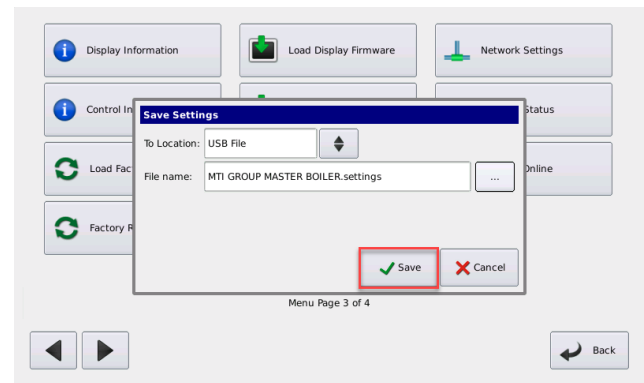 Display Information
Load Display Firmware
Network Settings
Control In
Status
Save Settings
To Location:
USB File
Load Fac
Online
File name:
MTI GROUP MASTER BOILER.settings
...
Factory R
Save
Cancel
Menu Page 3 of 4
Back